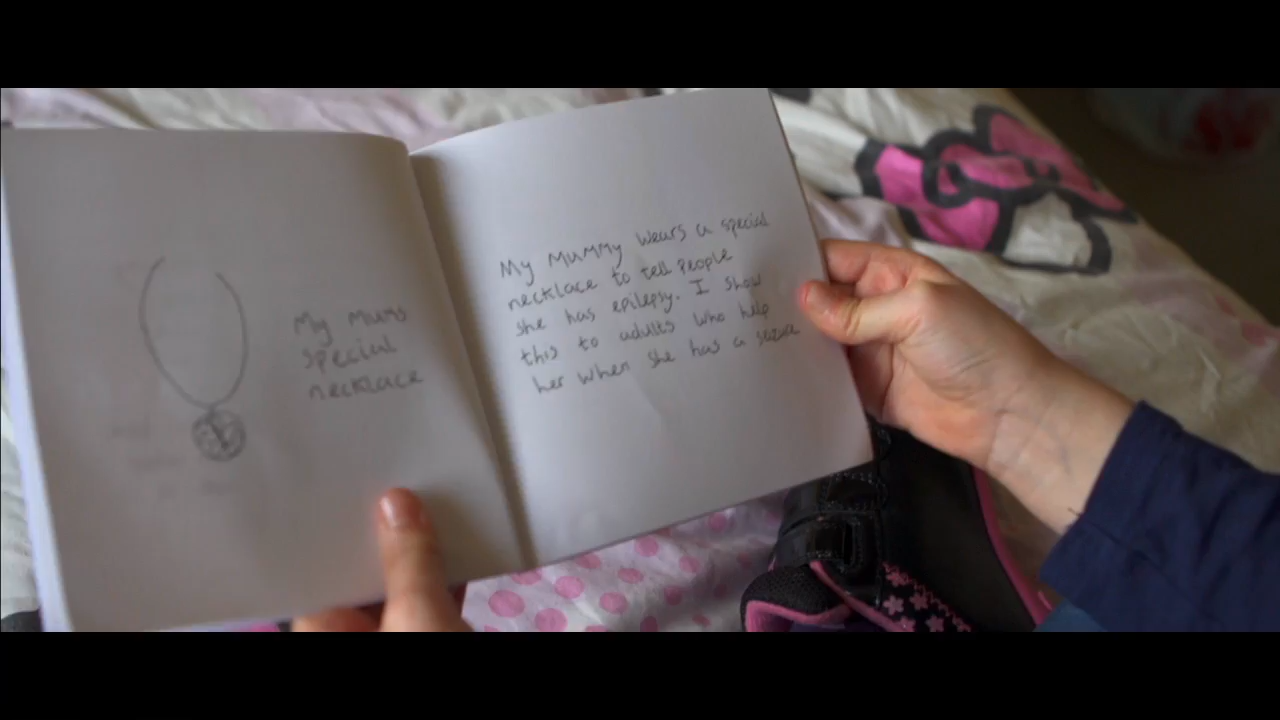 My Mums
special
necklace
My Mummy wears a special
necklace to tell people
she has epilepsy. I show
this to adults who help
her when she has a seizure